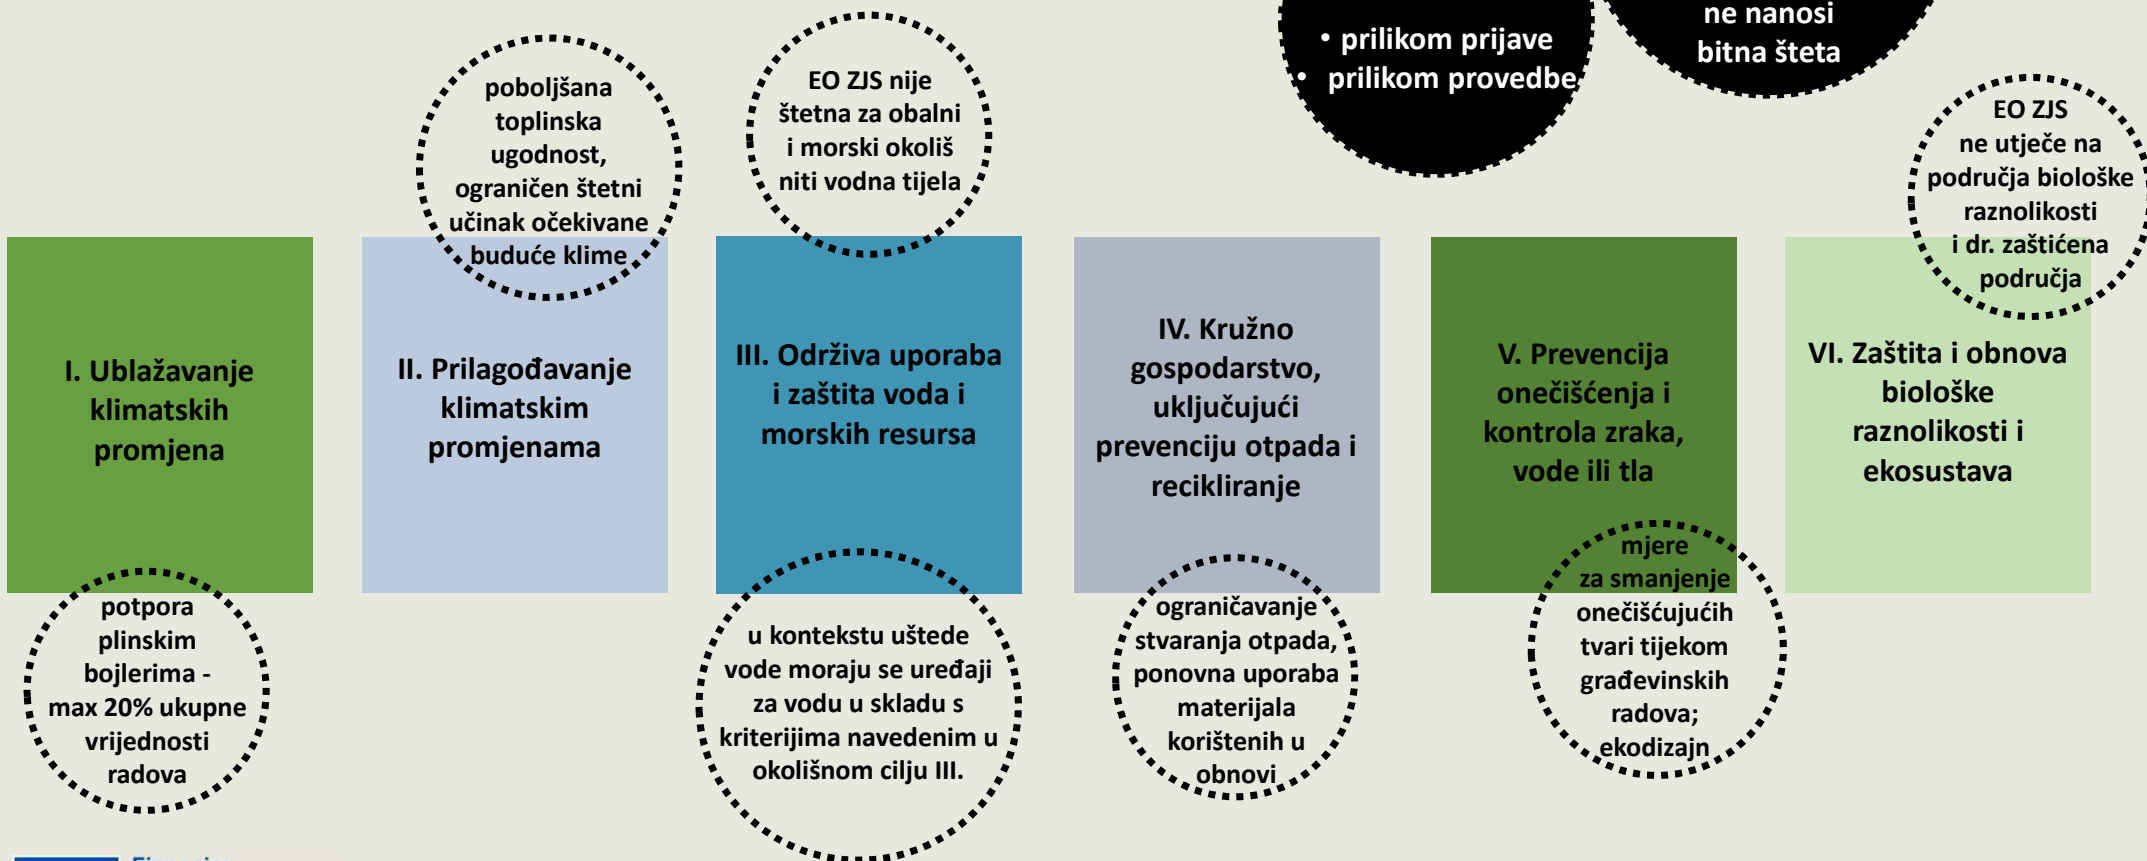 • prilikom prijave
• prilikom provedbe
ne nanosi
bitna šteta
poboljšana
toplinska
ugodnost,
ograničen štetni
učinak očekivane
buduće klime
EO ZJS nije
štetna za obalni
i morski okoliš
niti vodna tijela
EO ZJS
ne utječe na
područja biološke
raznolikosti
i dr. zaštićena
područja
I. Ublažavanje
klimatskih
promjena
II. Prilagođavanje
klimatskim
promjenama
III. Održiva uporaba
i zaštita voda i
morskih resursa
IV. Kružno
gospodarstvo,
uključujući
prevenciju otpada i
recikliranje
V. Prevencija
onečišćenja i
kontrola zraka,
vode ili tla
VI. Zaštita i obnova
biološke
raznolikosti i
ekosustava
potpora
plinskim
bojlerima -
max 20% ukupne
vrijednosti
radova
u kontekstu uštede
vode moraju se uređaji
za vodu u skladu s
kriterijima navedenim u
okolišnom cilju III.
ograničavanje
stvaranja otpada,
ponovna uporaba
materijala
korištenih u
obnovi
mjere
za smanjenje
onečišćujućih
tvari tijekom
građevinskih
radova;
ekodizajn